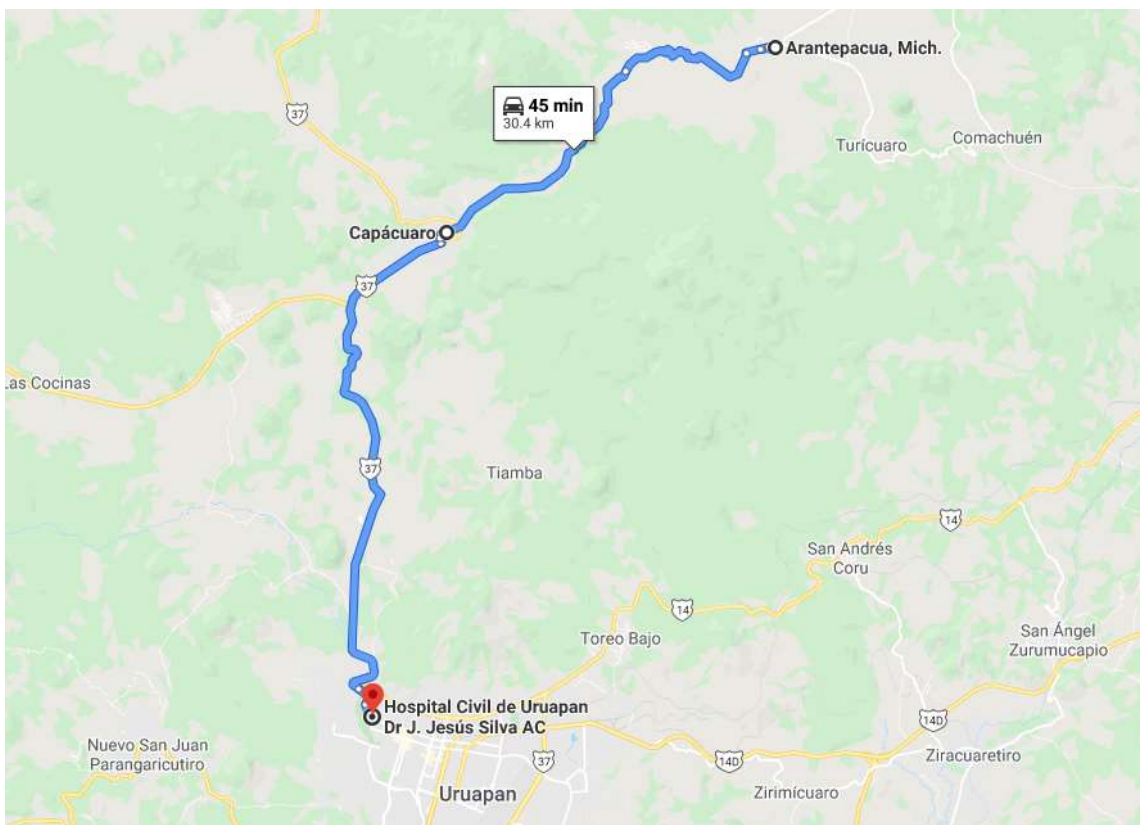 Arantepacua, Mich.
45 min
30.4 km
37
Turícuaro
Comachuén
Capácuaro
37
Las Cocinas
37
Tiamba
14
San Andrés
Coru
14
Toreo Bajo
San Ángel
Zurumucapio
Hospital Civil de Uruapan
Dr J. Jesús Silva AC
14D
Nuevo San Juan
Parangaricutiro
37
14D
Ziracuaretiro
Uruapan
Zirimícuaro